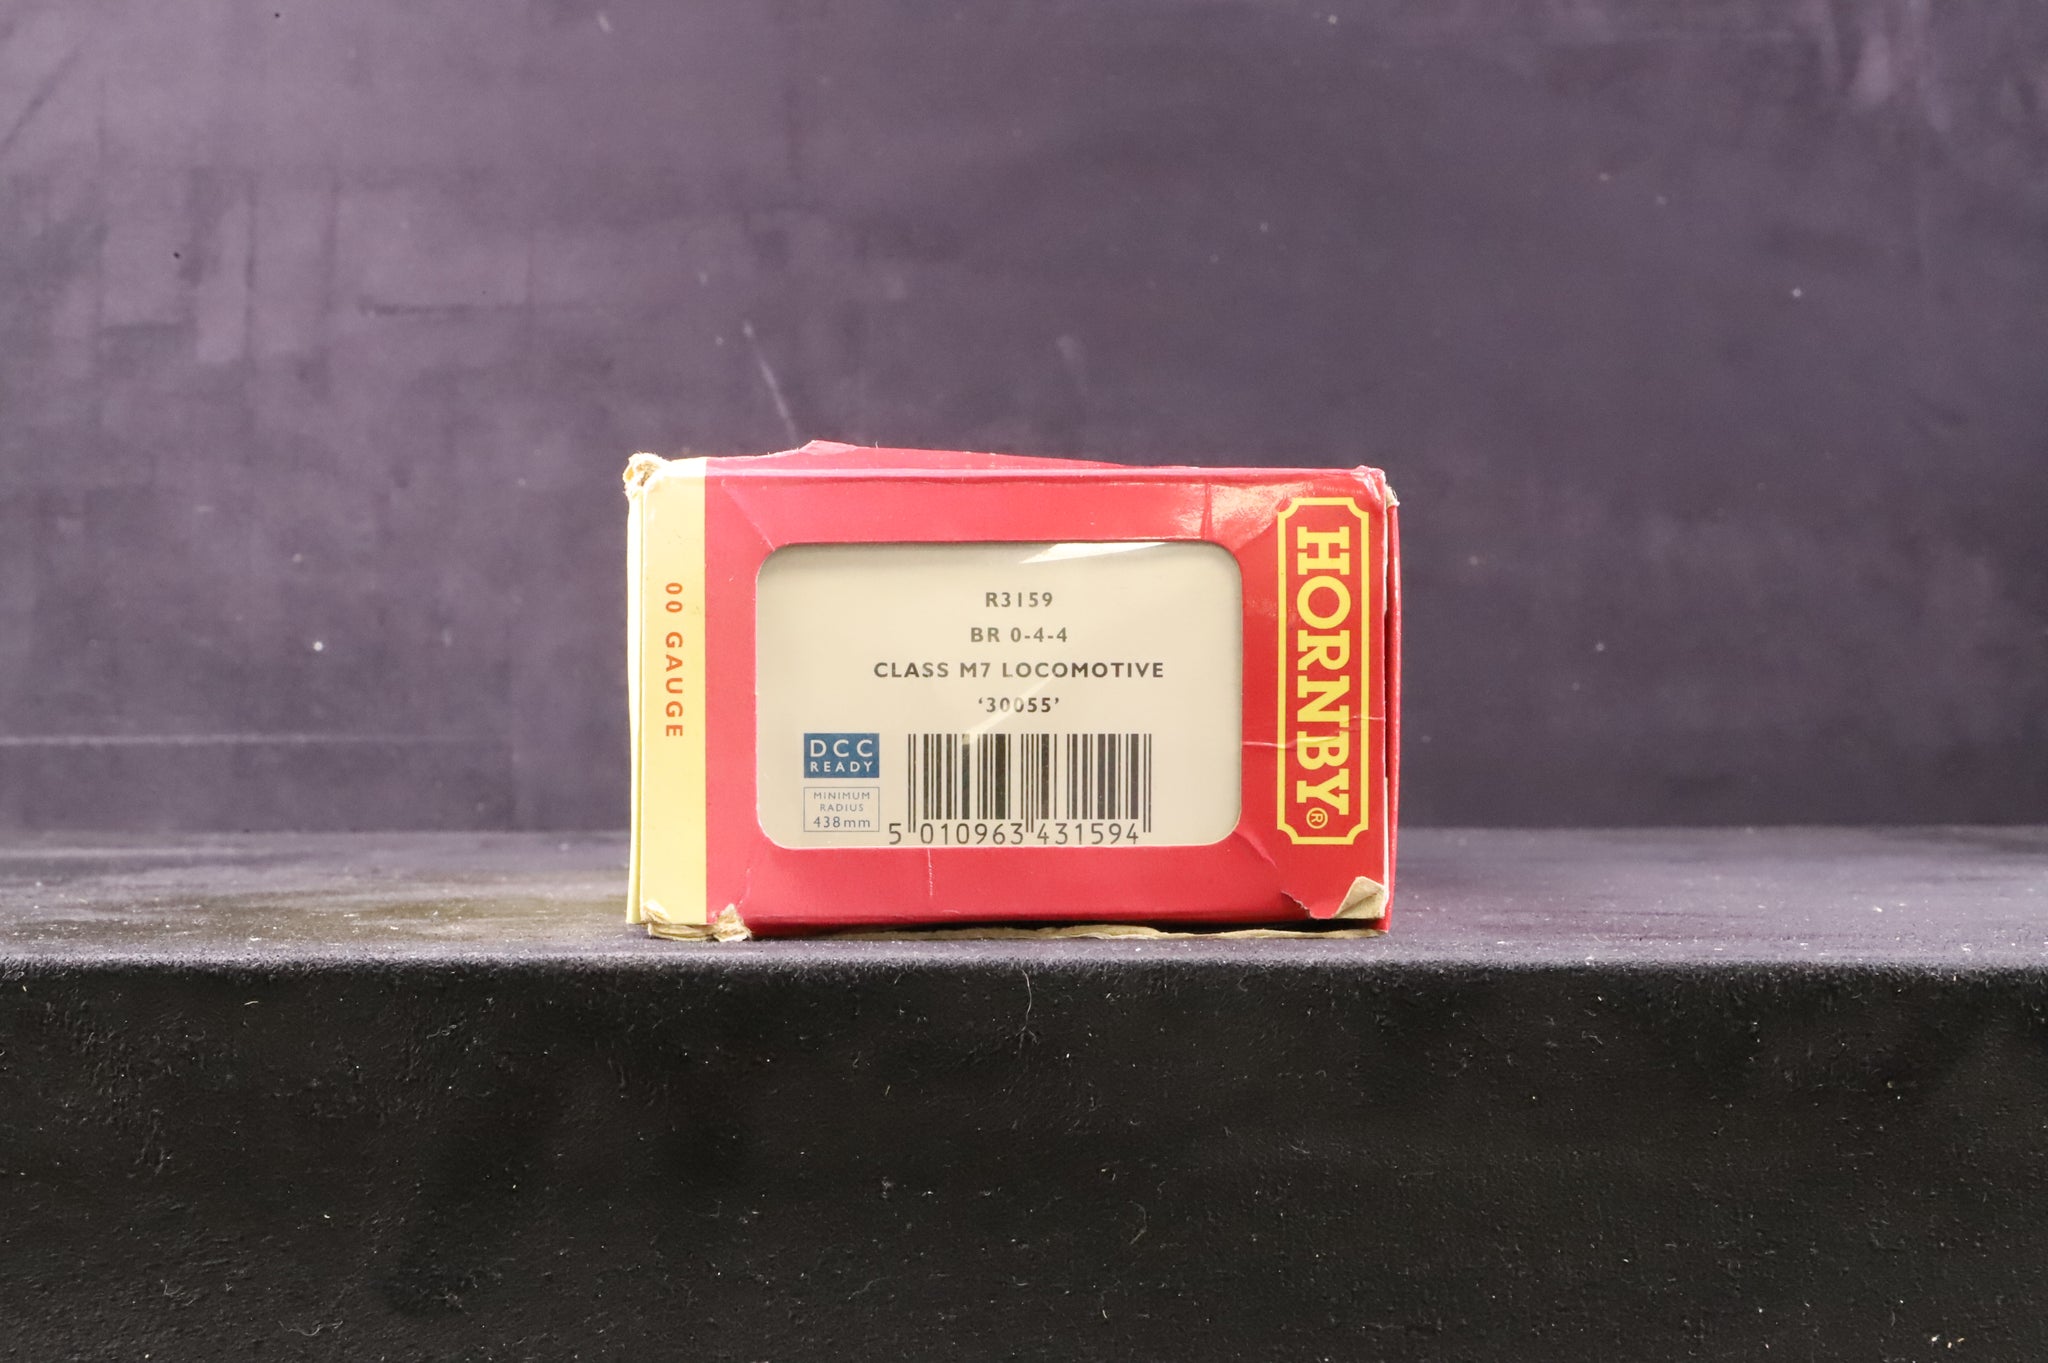 00 GAUGE
R3159
BR 0-4-4
CLASS M7 LOCOMOTIVE
‘30055’
DCC
READY
MINIMUM
RADIUS
438mm
5 010963 431594
HORNBY®